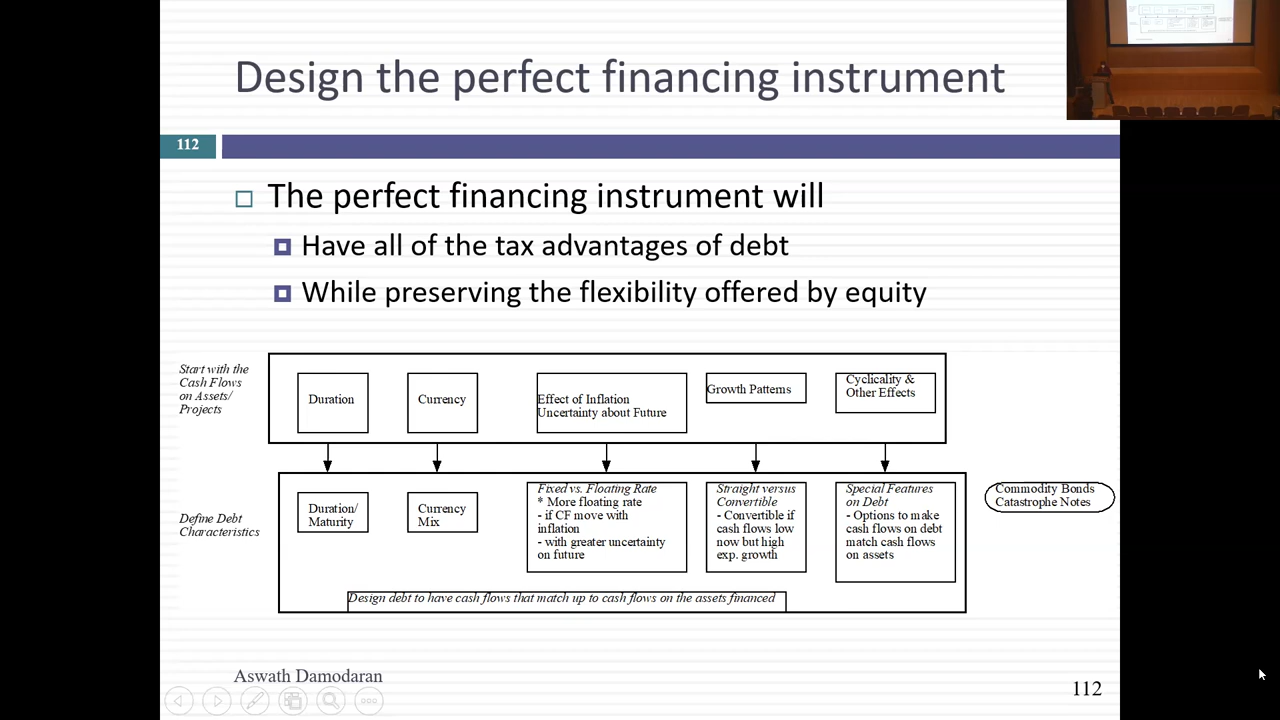 Design the perfect financing instrument
112
The perfect financing instrument will
Have all of the tax advantages of debt
While preserving the flexibility offered by equity
Start with the
Cash Flows
on Assets/
Projects
Duration
Currency
Effect of Inflation
Uncertainty about Future
Growth Patterns
Cyclicality &
Other Effects
Define Debt
Characteristics
Duration/
Maturity
Currency
Mix
Fixed vs. Floating Rate
* More floating rate
- if CF move with
inflation
- with greater uncertainty
on future
Straight versus
Convertible
- Convertible if
cash flows low
now but high
exp. growth
Special Features
on Debt
- Options to make
cash flows on debt
match cash flows
on assets
Commodity Bonds
Catastrophe Notes
Design debt to have cash flows that match up to cash flows on the assets financed
Aswath Damodaran
112